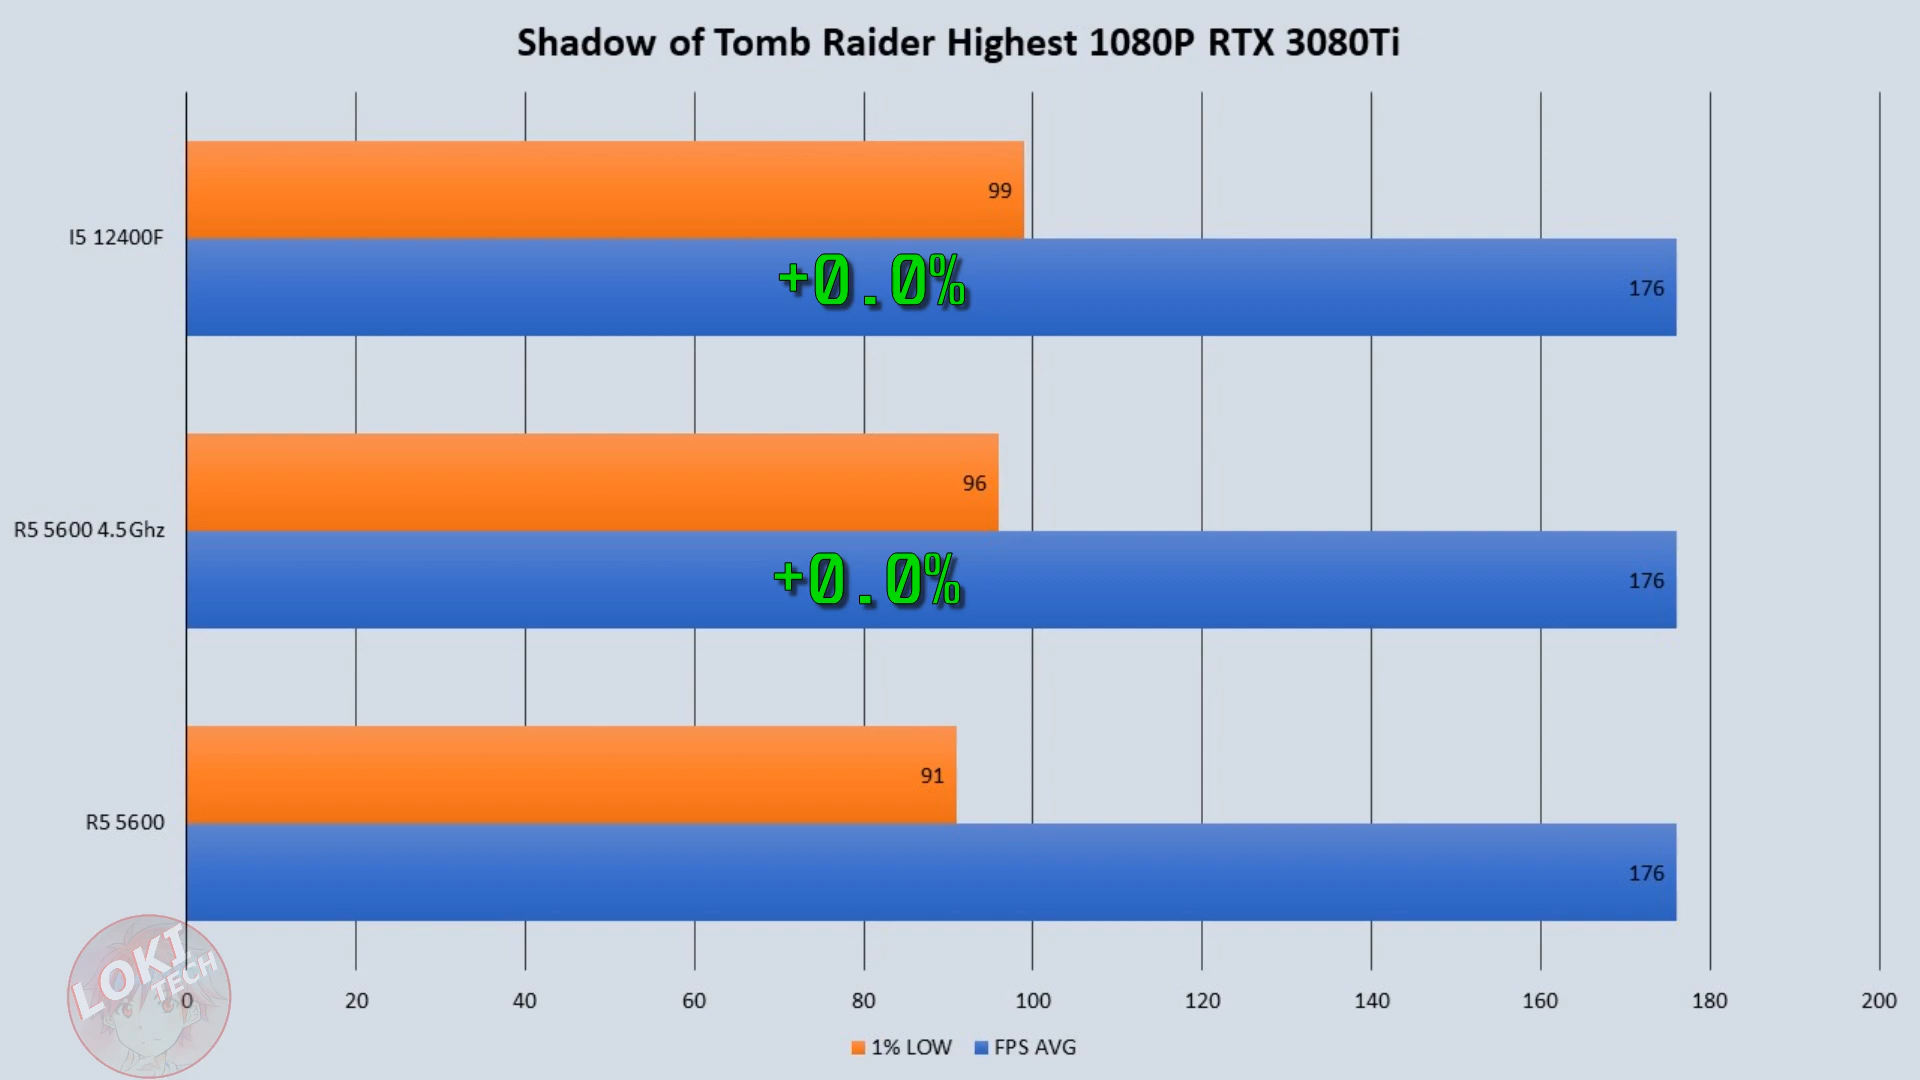 Shadow of Tomb Raider Highest 1080P RTX 3080Ti
99
I5 12400F
+0.0%
176
96
R5 5600 4.5Ghz
+0.0%
176
91
R5 5600
176
LOKI
TECH
0 20 40 60 80 100 120 140 160 180 200
1% LOW FPS AVG